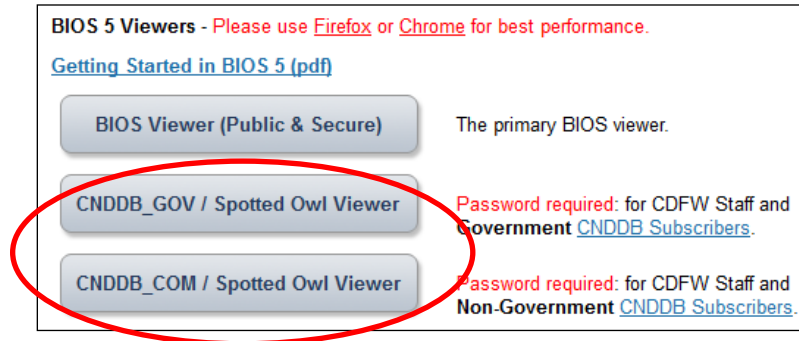 BIOS 5 Viewers - Please use Firefox or Chrome for best performance.
Getting Started in BIOS 5 (pdf)
BIOS Viewer (Public & Secure) The primary BIOS viewer.
CNDDB_GOV / Spotted Owl Viewer Password required: for CDFW Staff and
Government CNDDB Subscribers.
CNDDB_COM / Spotted Owl Viewer Password required: for CDFW Staff and
Non-Government CNDDB Subscribers.